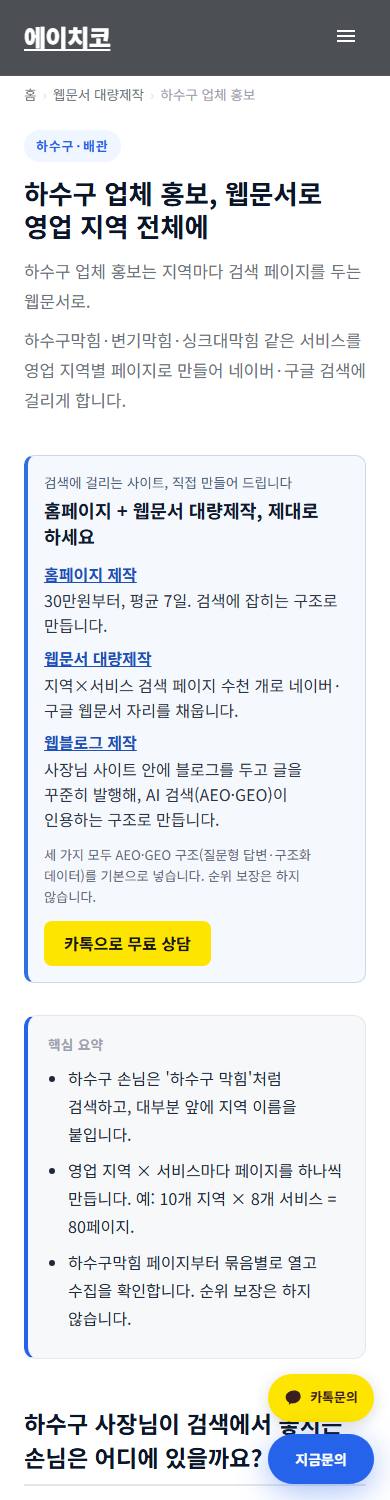 에이치코
홈 › 웹문서 대량제작 › 하수구 업체 홍보
하수구·배관
하수구 업체 홍보, 웹문서로
영업 지역 전체에
하수구 업체 홍보는 지역마다 검색 페이지를 두는
웹문서로.
하수구막힘·변기막힘·싱크대막힘 같은 서비스를
영업 지역별 페이지로 만들어 네이버·구글 검색에
걸리게 합니다.
검색에 걸리는 사이트, 직접 만들어 드립니다
홈페이지 + 웹문서 대량제작, 제대로
하세요
홈페이지 제작
30만원부터, 평균 7일. 검색에 잡히는 구조로
만듭니다.
웹문서 대량제작
지역×서비스 검색 페이지 수천 개로 네이버·
구글 웹문서 자리를 채웁니다.
웹블로그 제작
사장님 사이트 안에 블로그를 두고 글을
꾸준히 발행해, AI 검색(AEO·GEO)이
인용하는 구조로 만듭니다.
세 가지 모두 AEO·GEO 구조(질문형 답변·구조화
데이터)를 기본으로 넣습니다. 순위 보장은 하지
않습니다.
카톡으로 무료 상담
핵심 요약
• 하수구 손님은 '하수구 막힘'처럼
검색하고, 대부분 앞에 지역 이름을
붙입니다.
• 영업 지역 × 서비스마다 페이지를 하나씩
만듭니다. 예: 10개 지역 × 8개 서비스 =
80페이지.
• 하수구막힘 페이지부터 묶음별로 열고
수집을 확인합니다. 순위 보장은 하지
않습니다.
카톡문의
하수구 사장님이 검색에서
손님은 어디에 있을까요?
지금문의